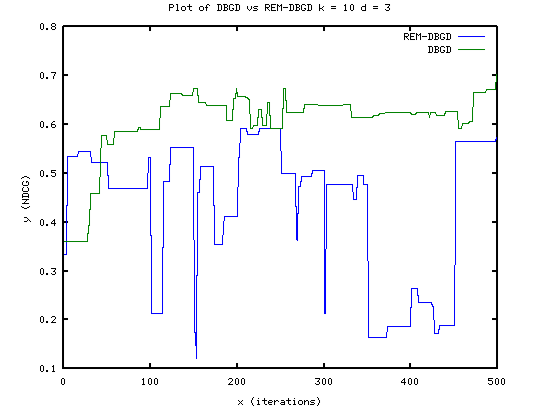 Plot of DBGD vs REM-DBGD k = 10 d = 3
0.8
REM-DBGD
DBGD
0.7
0.6
0.5
y (NDCG)
0.4
0.3
0.2
0.1
0 100 200 300 400 500
x (iterations)